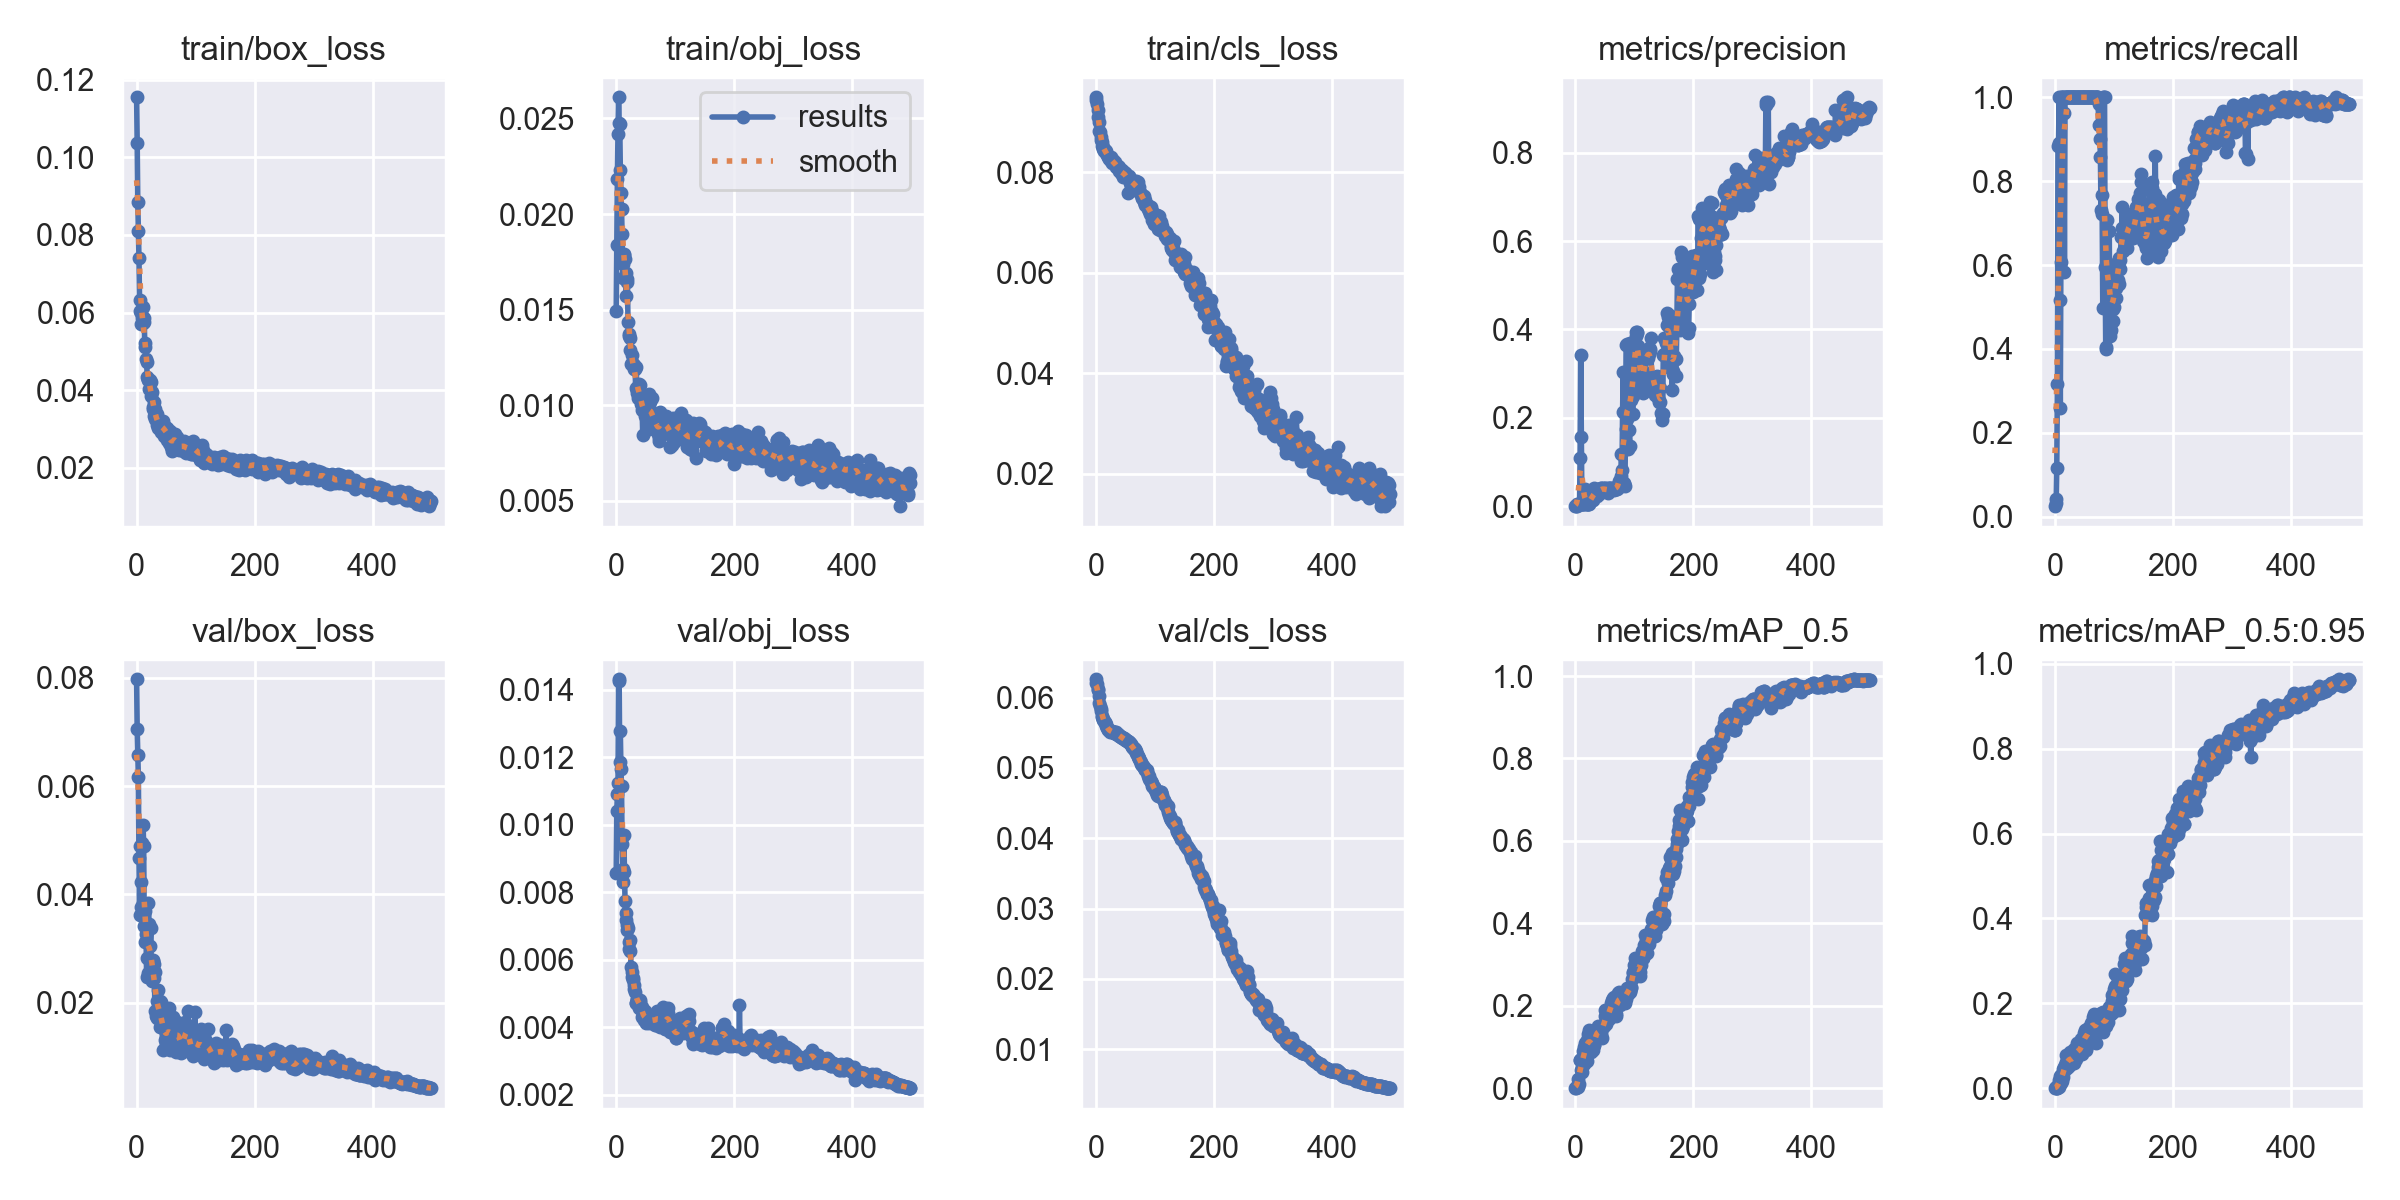 train/box_loss
0.12
0.10
0.08
0.06
0.04
0.02
0 200 400
train/obj_loss
results
smooth
0.025
0.020
0.015
0.010
0.005
0 200 400
train/cls_loss
0.08
0.06
0.04
0.02
0 200 400
metrics/precision
0.8
0.6
0.4
0.2
0.0
0 200 400
metrics/recall
1.0
0.8
0.6
0.4
0.2
0.0
0 200 400
val/box_loss
0.08
0.06
0.04
0.02
0 200 400
val/obj_loss
0.014
0.012
0.010
0.008
0.006
0.004
0.002
0 200 400
val/cls_loss
0.06
0.05
0.04
0.03
0.02
0.01
0 200 400
metrics/mAP_0.5
1.0
0.8
0.6
0.4
0.2
0.0
0 200 400
metrics/mAP_0.5:0.95
1.0
0.8
0.6
0.4
0.2
0.0
0 200 400